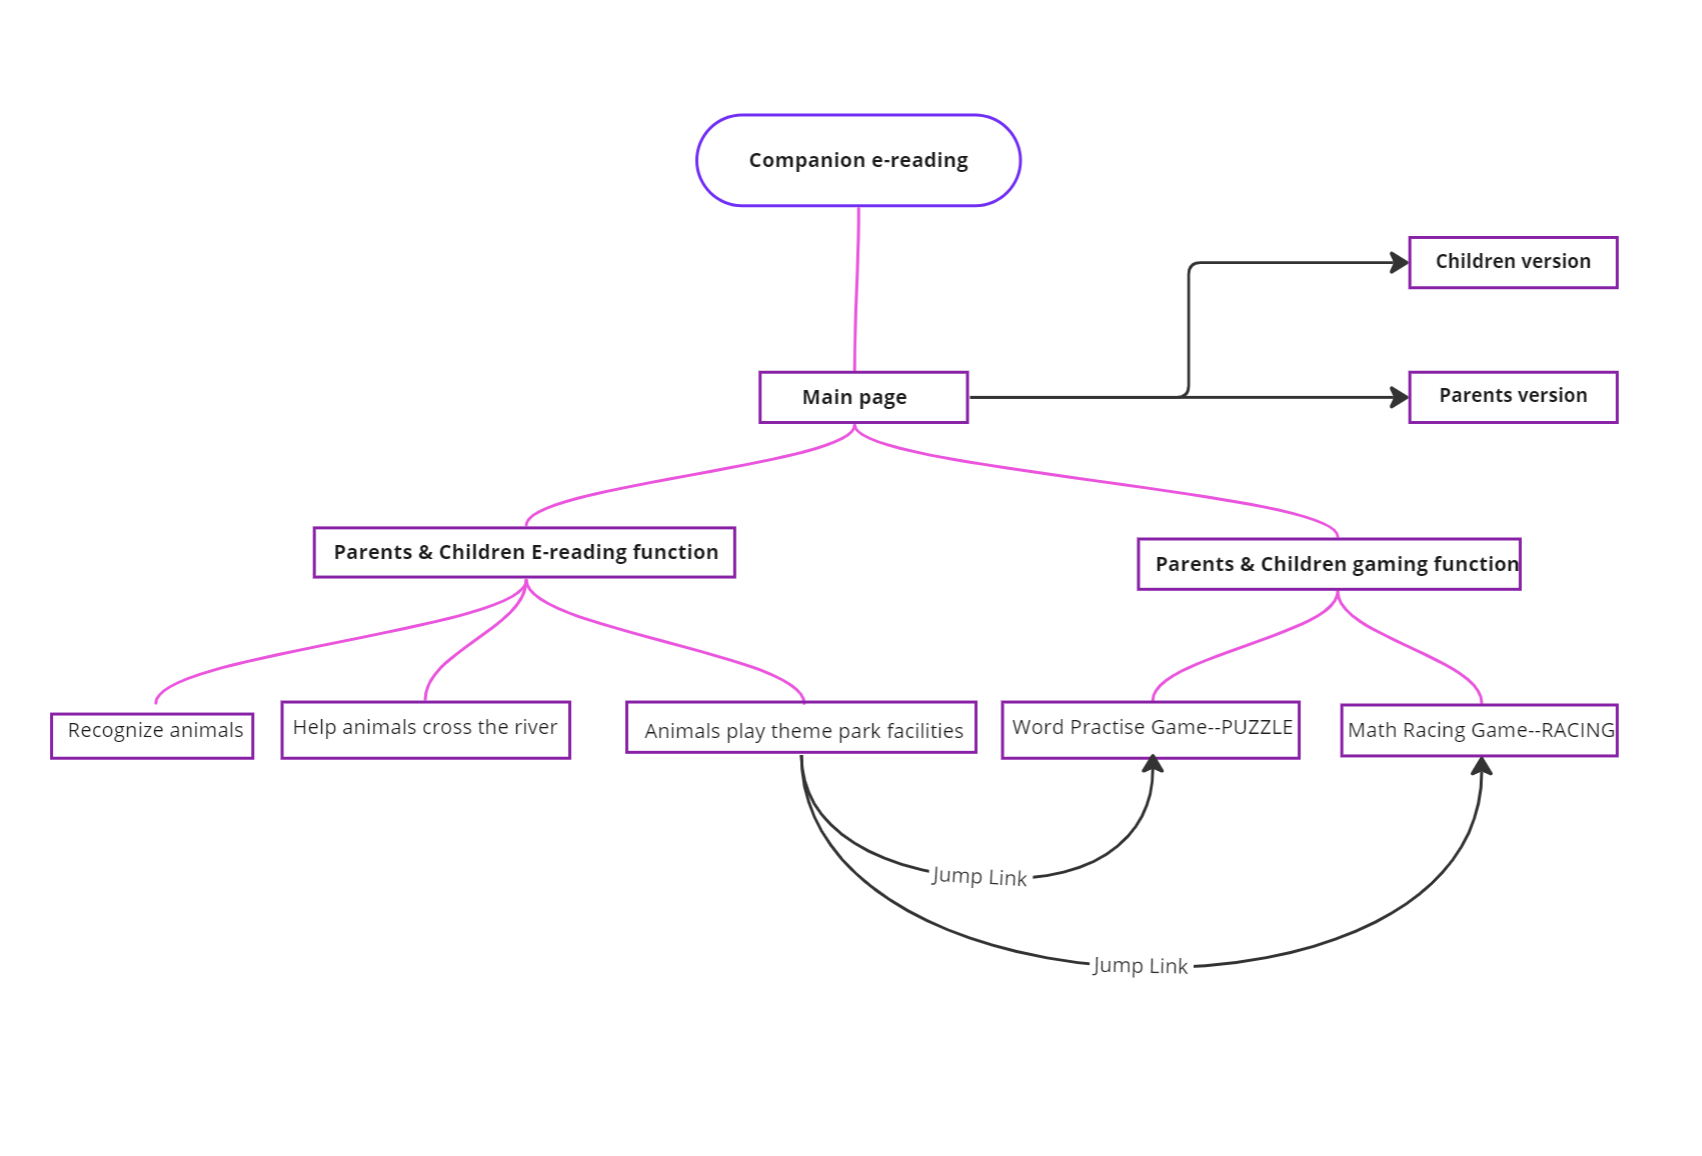 Companion e-reading
Children version
Main page
Parents version
Parents & Children E-reading function
Parents & Children gaming function
Recognize animals
Help animals cross the river
Animals play theme park facilities
Word Practise Game--PUZZLE
Math Racing Game--RACING
Jump Link
Jump Link